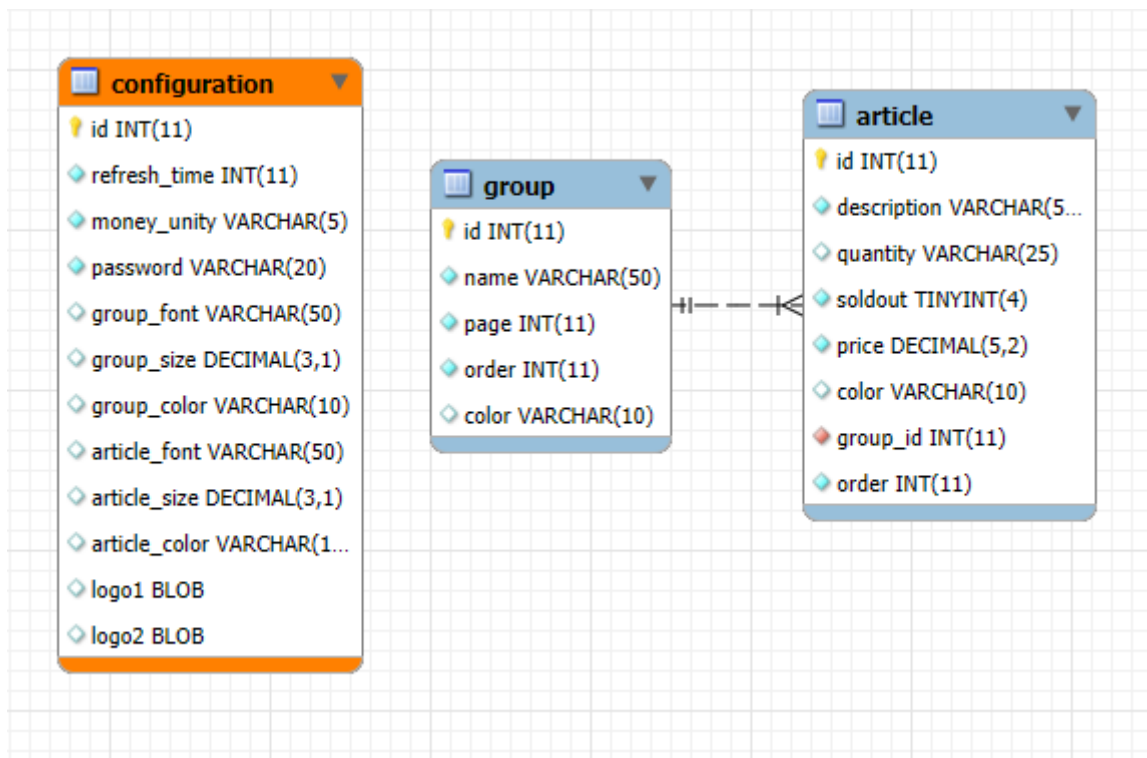 configuration
id INT(11)
refresh_time INT(11)
money_unity VARCHAR(5)
password VARCHAR(20)
group_font VARCHAR(50)
group_size DECIMAL(3,1)
group_color VARCHAR(10)
article_font VARCHAR(50)
article_size DECIMAL(3,1)
article_color VARCHAR(1...
logo1 BLOB
logo2 BLOB
group
id INT(11)
name VARCHAR(50)
page INT(11)
order INT(11)
color VARCHAR(10)
article
id INT(11)
description VARCHAR(5...
quantity VARCHAR(25)
soldout TINYINT(4)
price DECIMAL(5,2)
color VARCHAR(10)
group_id INT(11)
order INT(11)